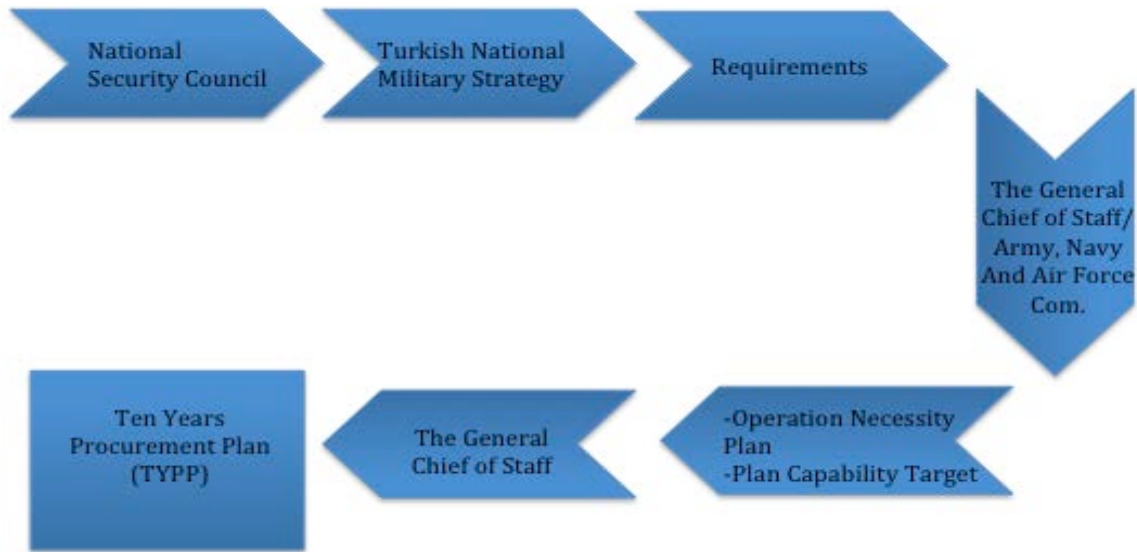 National
Security Council
Turkish National
Military Strategy
Requirements
The General
Chief of Staff/
Army, Navy
And Air Force
Com.
-Operation Necessity
Plan
-Plan Capability Target
The General
Chief of Staff
Ten Years
Procurement Plan
(TYPP)